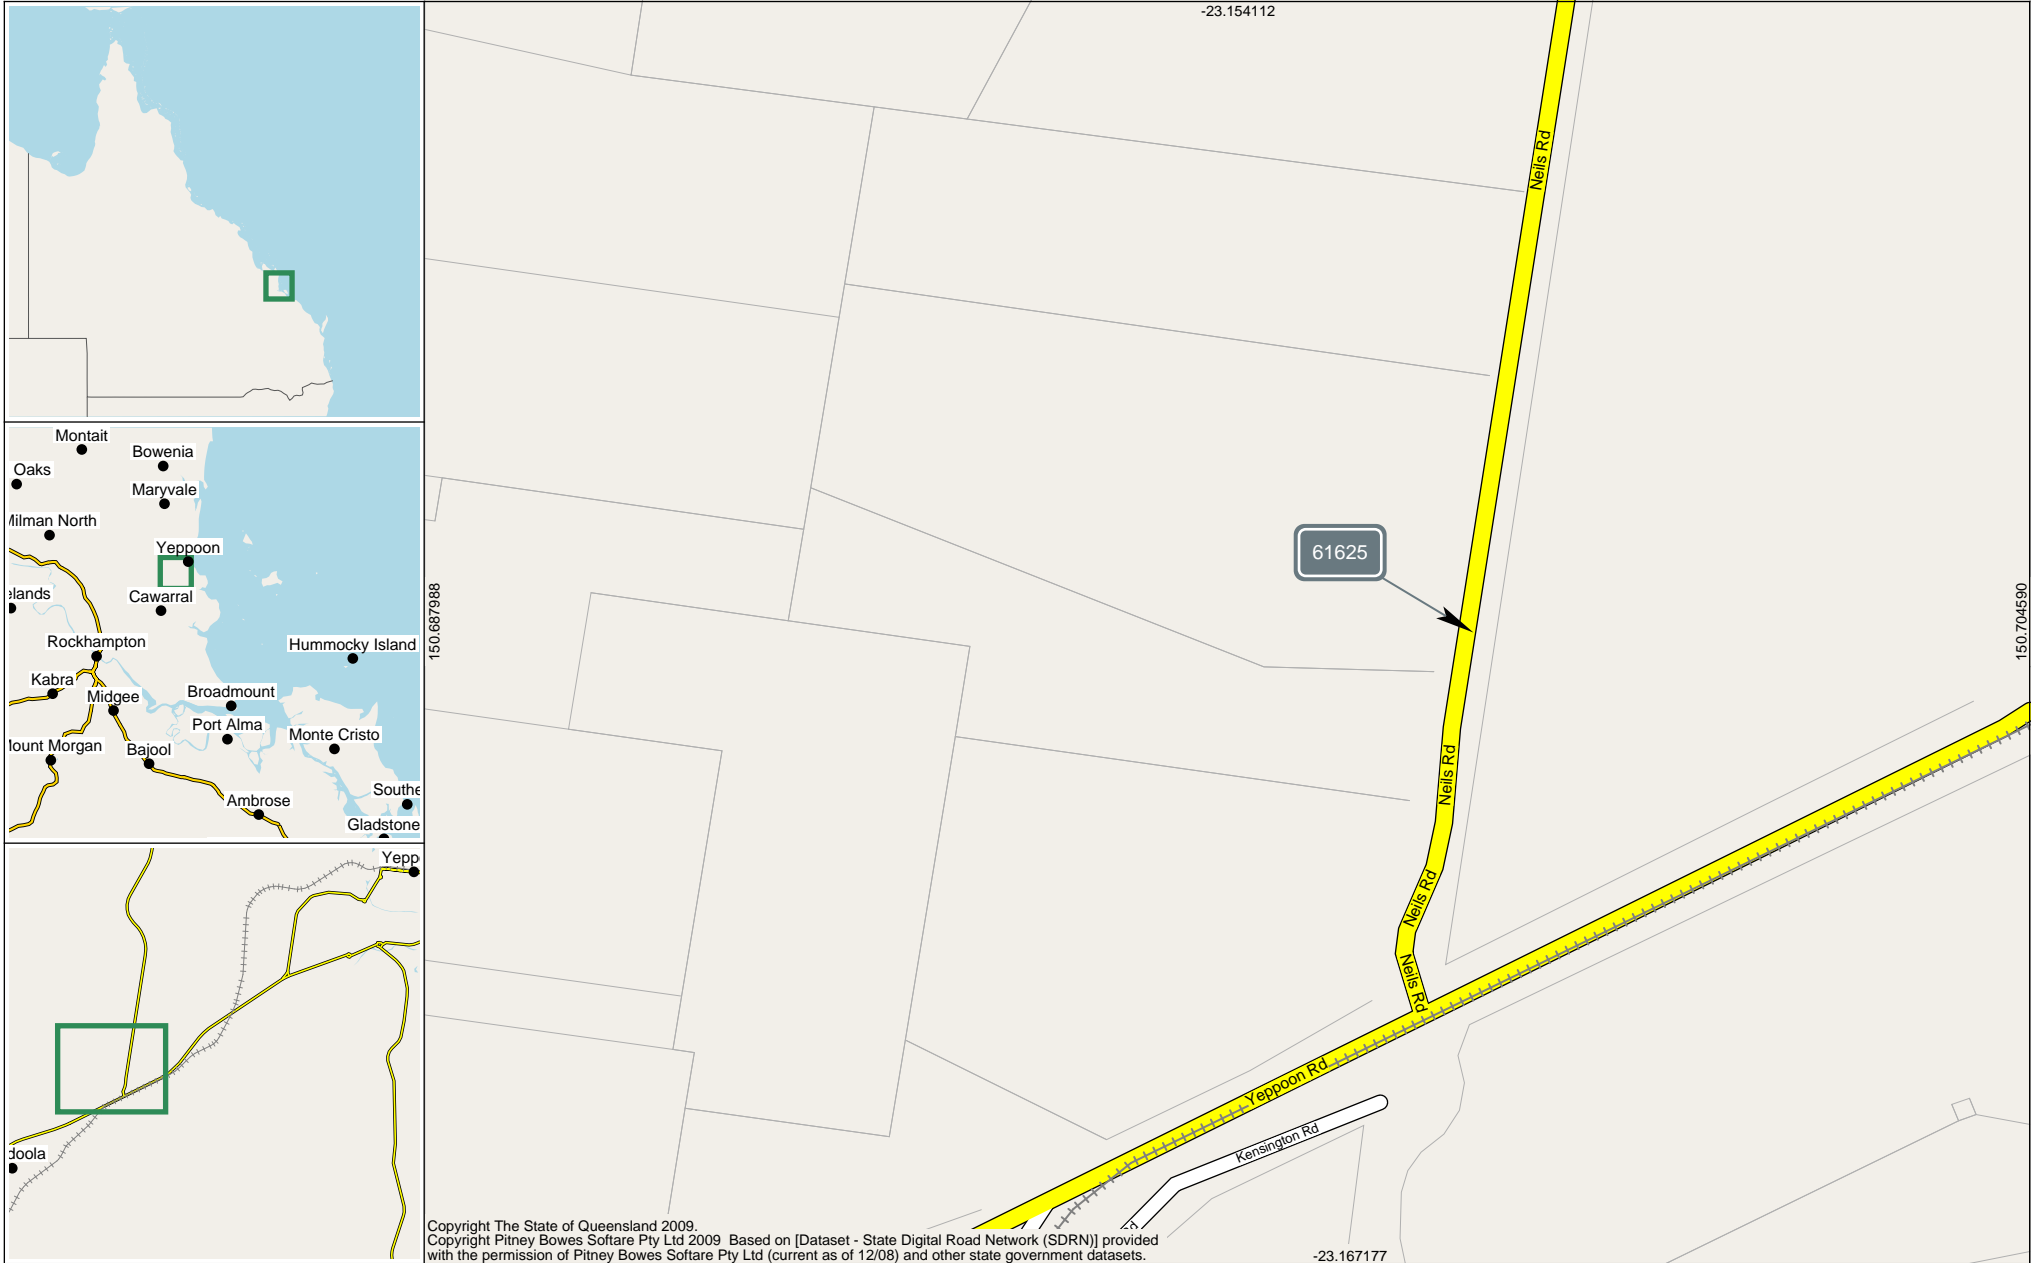 Montait
Bowenia
Oaks
Maryvale
Milman North
Yeppoon
elands
Cawarral
Rockhampton
Hummocky Island
Kabra
Midgee
Broadmount
Port Alma
Mount Morgan
Bajool
Monte Cristo
Ambrose
Southe
Gladstone
Yepp
doola
-23.154112
Neils Rd
61625
150.687988
150.704590
Neils Rd
Neils Rd
Neils Rd
Yeppoon Rd
Kensington Rd
Rd
Copyright The State of Queensland 2009.
Copyright Pitney Bowes Softare Pty Ltd 2009 Based on [Dataset - State Digital Road Network (SDRN)] provided
with the permission of Pitney Bowes Softare Pty Ltd (current as of 12/08) and other state government datasets.
-23.167177